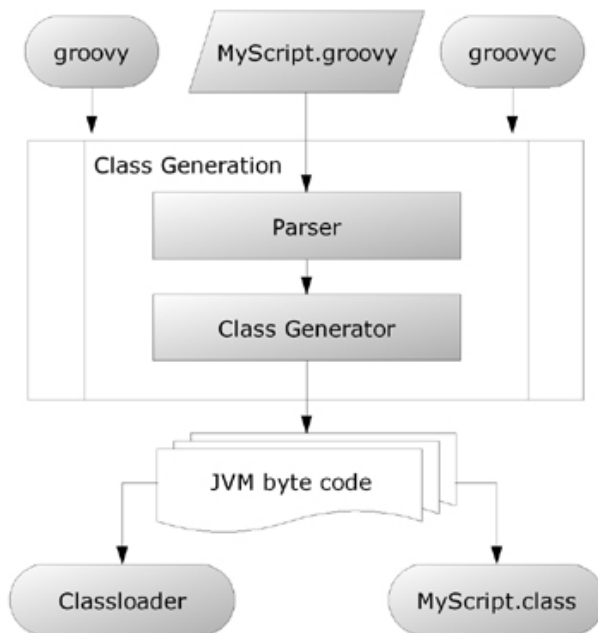 groovy
MyScript.groovy
groovyc
Class Generation
Parser
Class Generator
JVM byte code
Classloader
MyScript.class